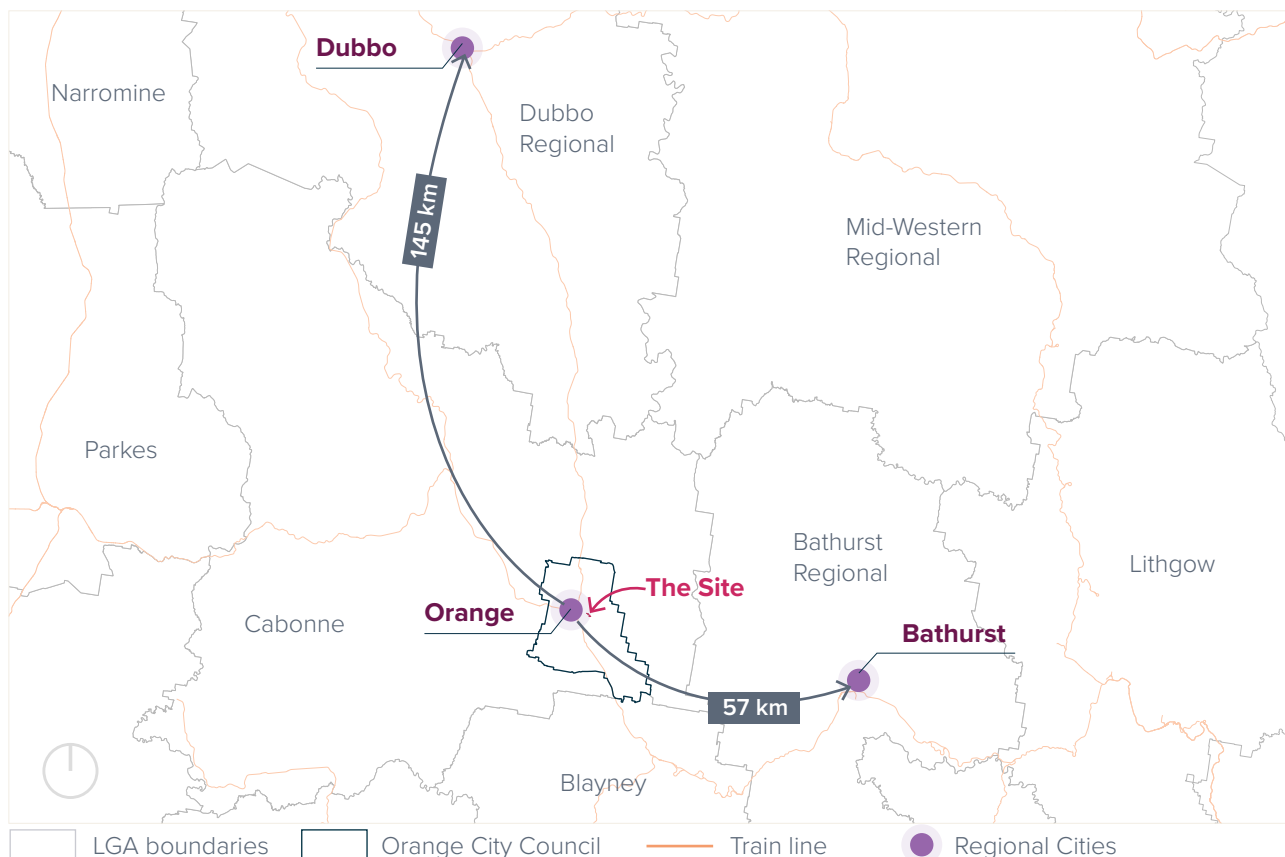 Dubbo
Narromine
Dubbo
Regional
145 km
Mid-Western
Regional
Parkes
Bathurst
Regional
Lithgow
The Site
Orange
Cabonne
Bathurst
57 km
Blayney
LGA boundaries
Orange City Council
Train line
Regional Cities